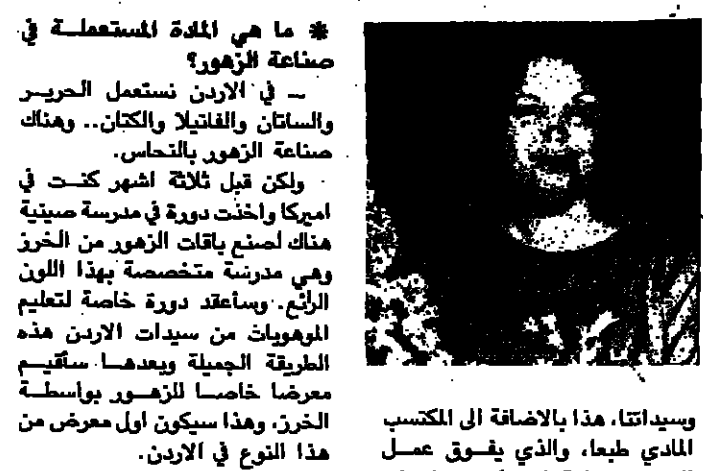 * ما هي المادة المستعملة في
صناعة الزهور؟
ــ في الاردن نستعمل الحرير
والساتان والفانتيلا والكتان.. وهناك
صناعة الزهور بالنحاس.
ولكن قبل ثلاثة اشهر كنت في
اميركا واخذت دورة في مدرسة صينية
هناك لصنع باقات الزهور من الخرز
وهي مدرسة متخصصة بهذا اللون
الرائع. وسأعقد دورة خاصة لتعليم
الموهوبات من سيدات الاردن هذه
الطريقة الجميلة وبعدها سأقيم
معرضا خاصا للزهور بواسطة
الخرز، وهذا سيكون اول معرض من
هذا النوع في الاردن.
وسيداتنا، هذا بالاضافة الى المكتسب
المادي طبعا، والذي يفوق عمل